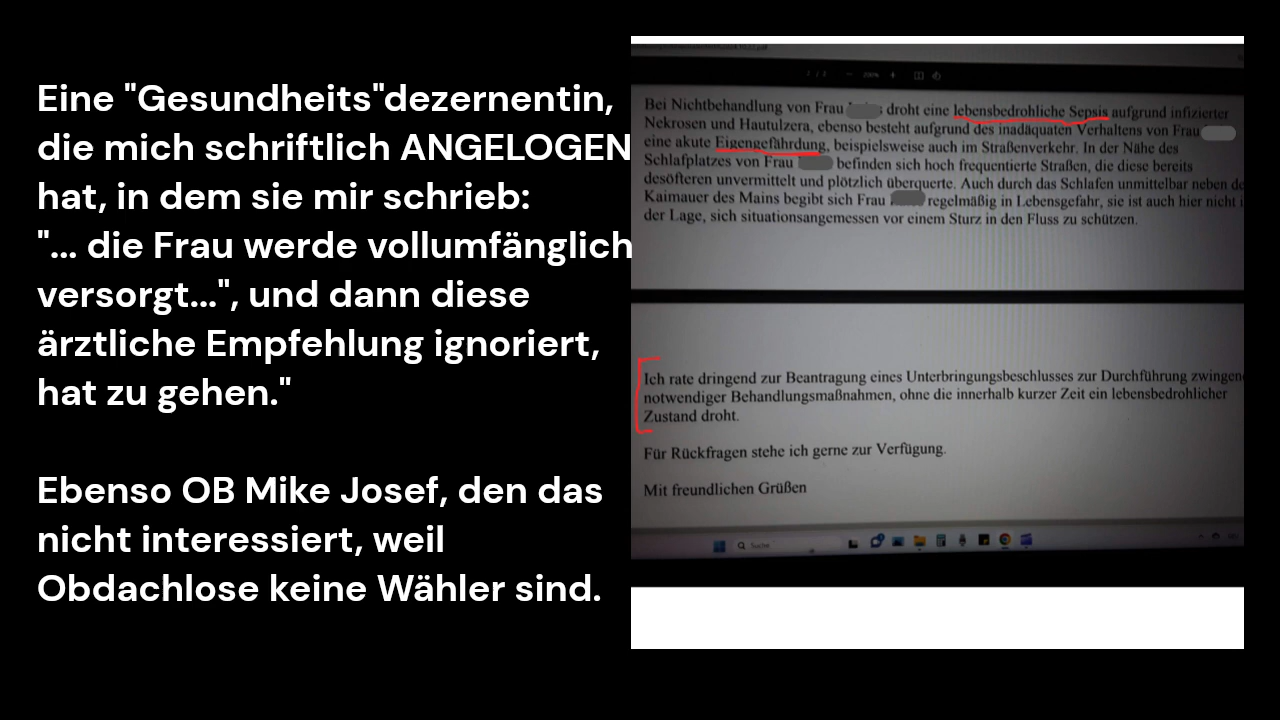 Eine "Gesundheits"dezernentin,
die mich schriftlich ANGELOGEN
hat, in dem sie mir schrieb:
"... die Frau werde vollumfänglich
versorgt...", und dann diese
ärztliche Empfehlung ignoriert,
hat zu gehen."
Ebenso OB Mike Josef, den das
nicht interessiert, weil
Obdachlose keine Wähler sind.
Bei Nichtbehandlung von Frau droht eine lebensbedrohliche Sepsis aufgrund infizierter
Nekrosen und Hautulzera, ebenso besteht aufgrund des inadäquaten Verhaltens von Frau
eine akute Eigengefährdung, beispielsweise auch im Straßenverkehr. In der Nähe des
Schlafplatzes von Frau befinden sich hoch frequentierte Straßen, die diese bereits
desöfteren unvermittelt und plötzlich überquerte. Auch durch das Schlafen unmittelbar neben de
Kaimauer des Mains begibt sich Frau regelmäßig in Lebensgefahr, sie ist auch hier nicht i
der Lage, sich situationsangemessen vor einem Sturz in den Fluss zu schützen.
Ich rate dringend zur Beantragung eines Unterbringungsbeschlusses zur Durchführung zwingen
notwendiger Behandlungsmaßnahmen, ohne die innerhalb kurzer Zeit ein lebensbedrohlicher
Zustand droht.
Für Rückfragen stehe ich gerne zur Verfügung.
Mit freundlichen Grüßen
Suche